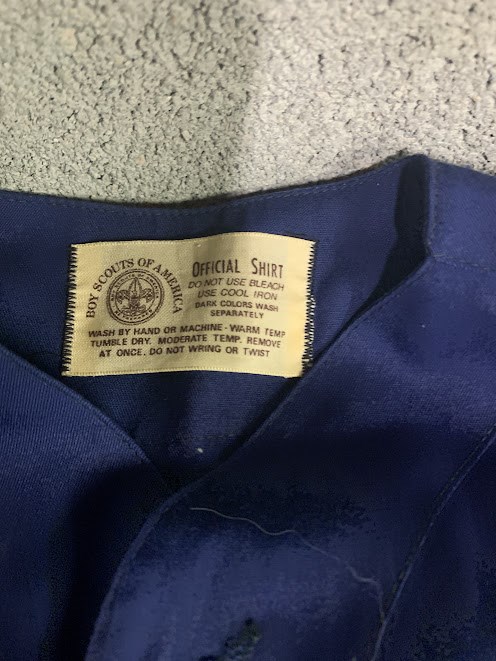 BOY SCOUTS OF AMERICA
OFFICIAL SHIRT
DO NOT USE BLEACH
USE COOL IRON
DARK COLORS WASH
SEPARATELY
WASH BY HAND OR MACHINE - WARM TEMP
TUMBLE DRY. MODERATE TEMP. REMOVE
AT ONCE. DO NOT WRING OR TWIST